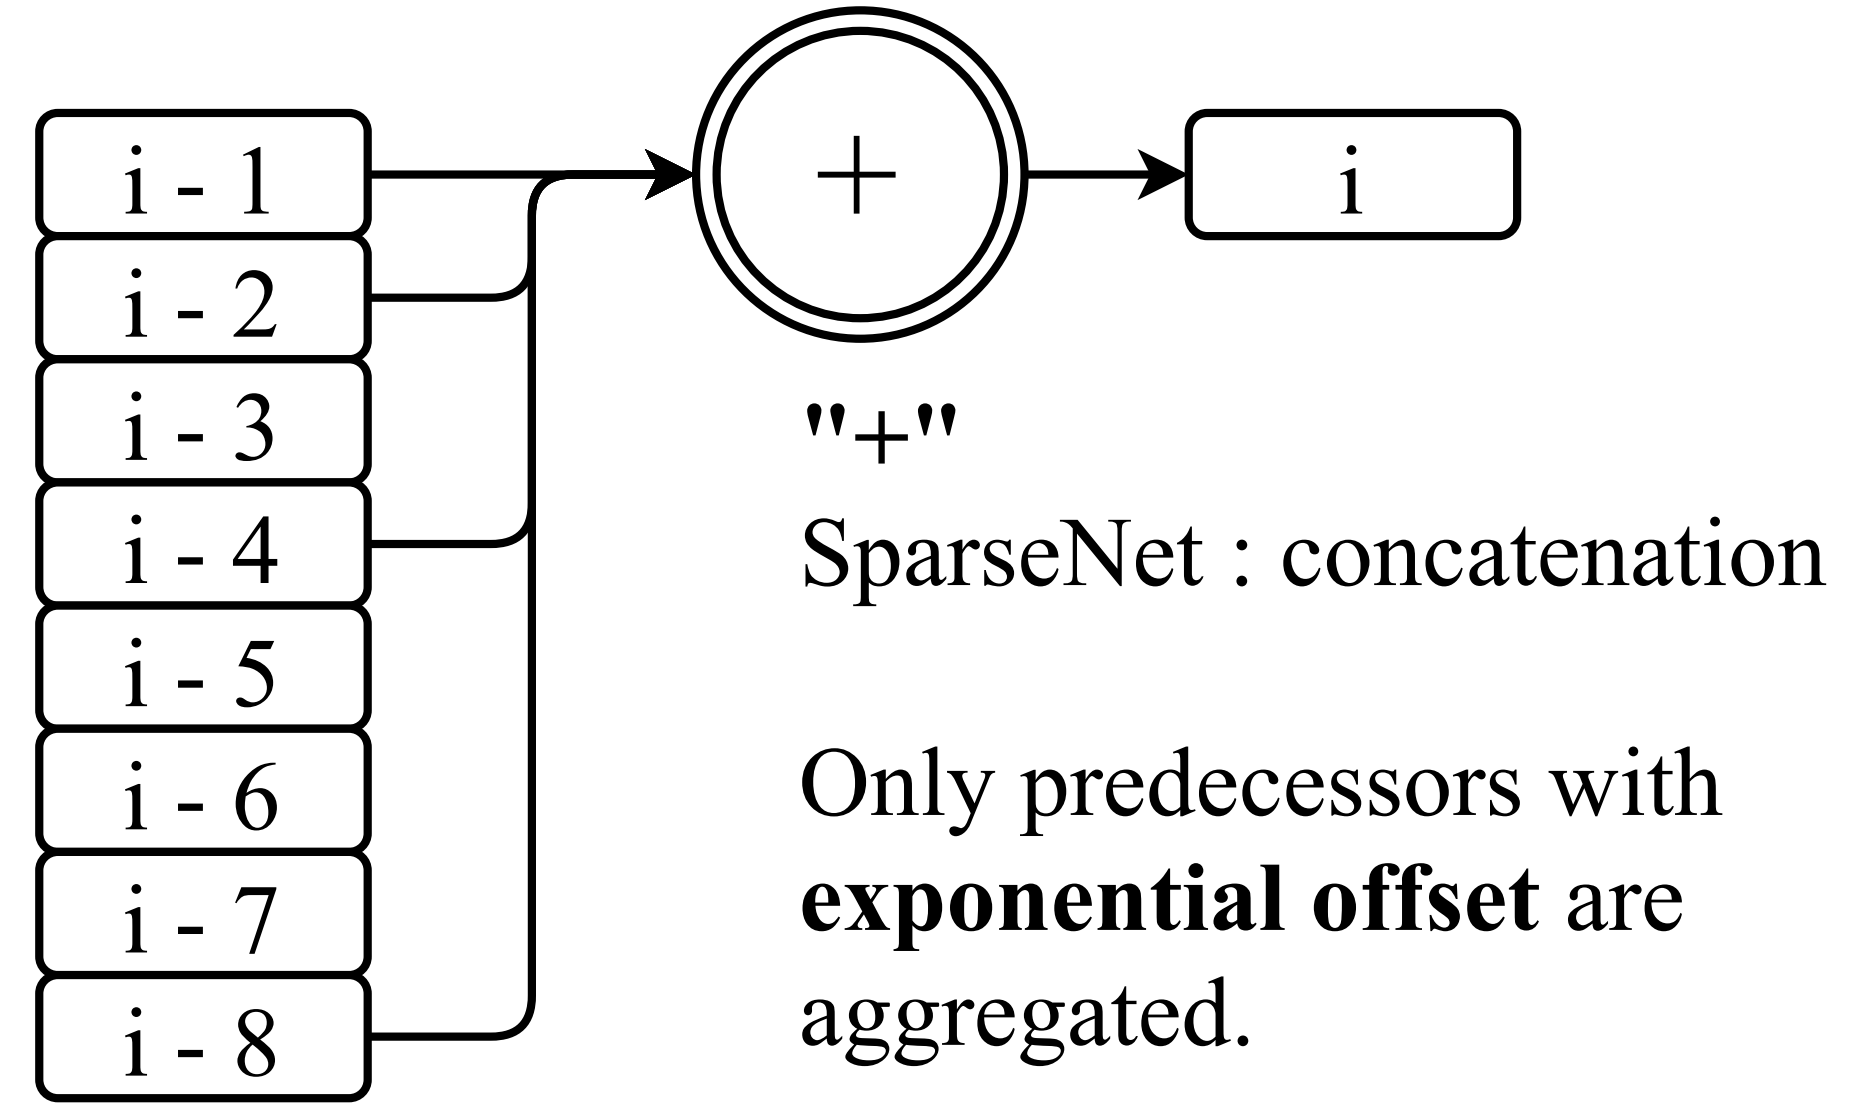 i - 1
i - 2
i - 3
i - 4
i - 5
i - 6
i - 7
i - 8
+
i
"+"
SparseNet : concatenation
Only predecessors with
exponential offset are
aggregated.